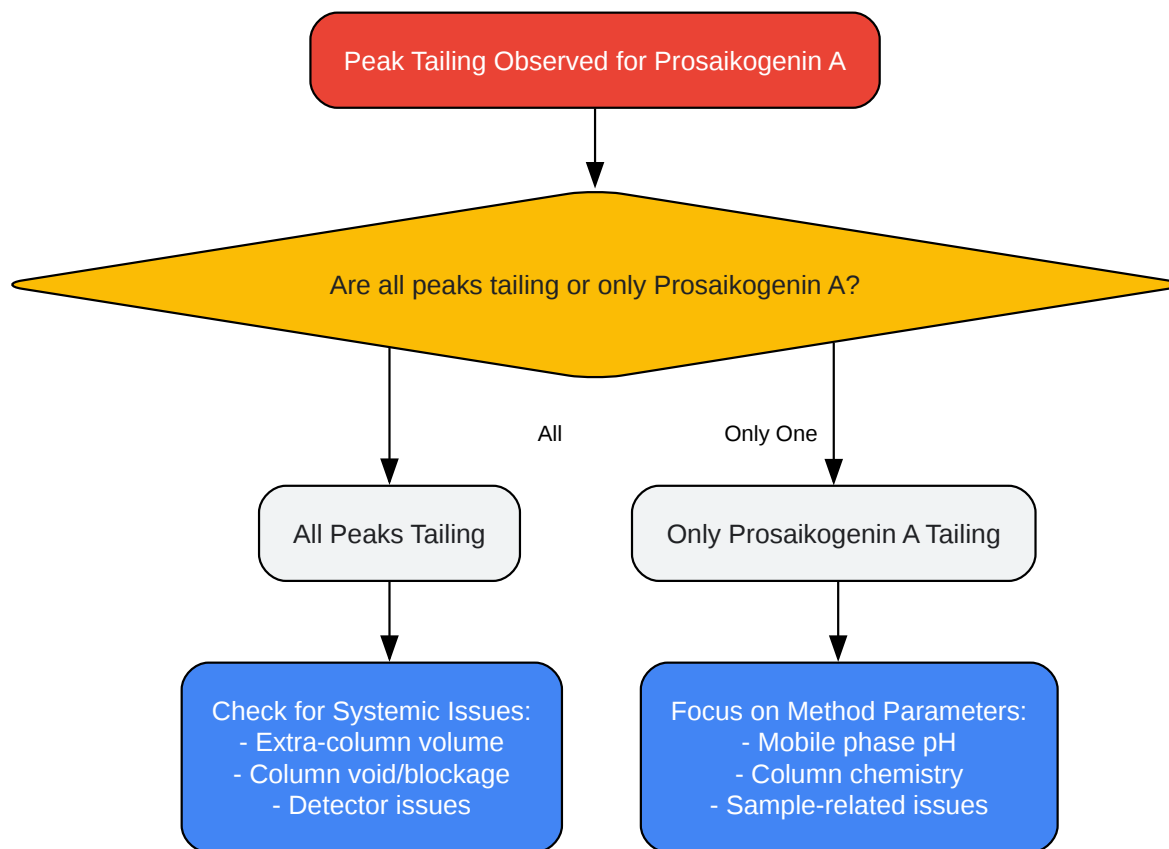 Peak Tailing Observed for Prosaikogenin A
Are all peaks tailing or only Prosaikogenin A?
All
Only One
All Peaks Tailing
Only Prosaikogenin A Tailing
Check for Systemic Issues:
- Extra-column volume
- Column void/blockage
- Detector issues
Focus on Method Parameters:
- Mobile phase pH
- Column chemistry
- Sample-related issues